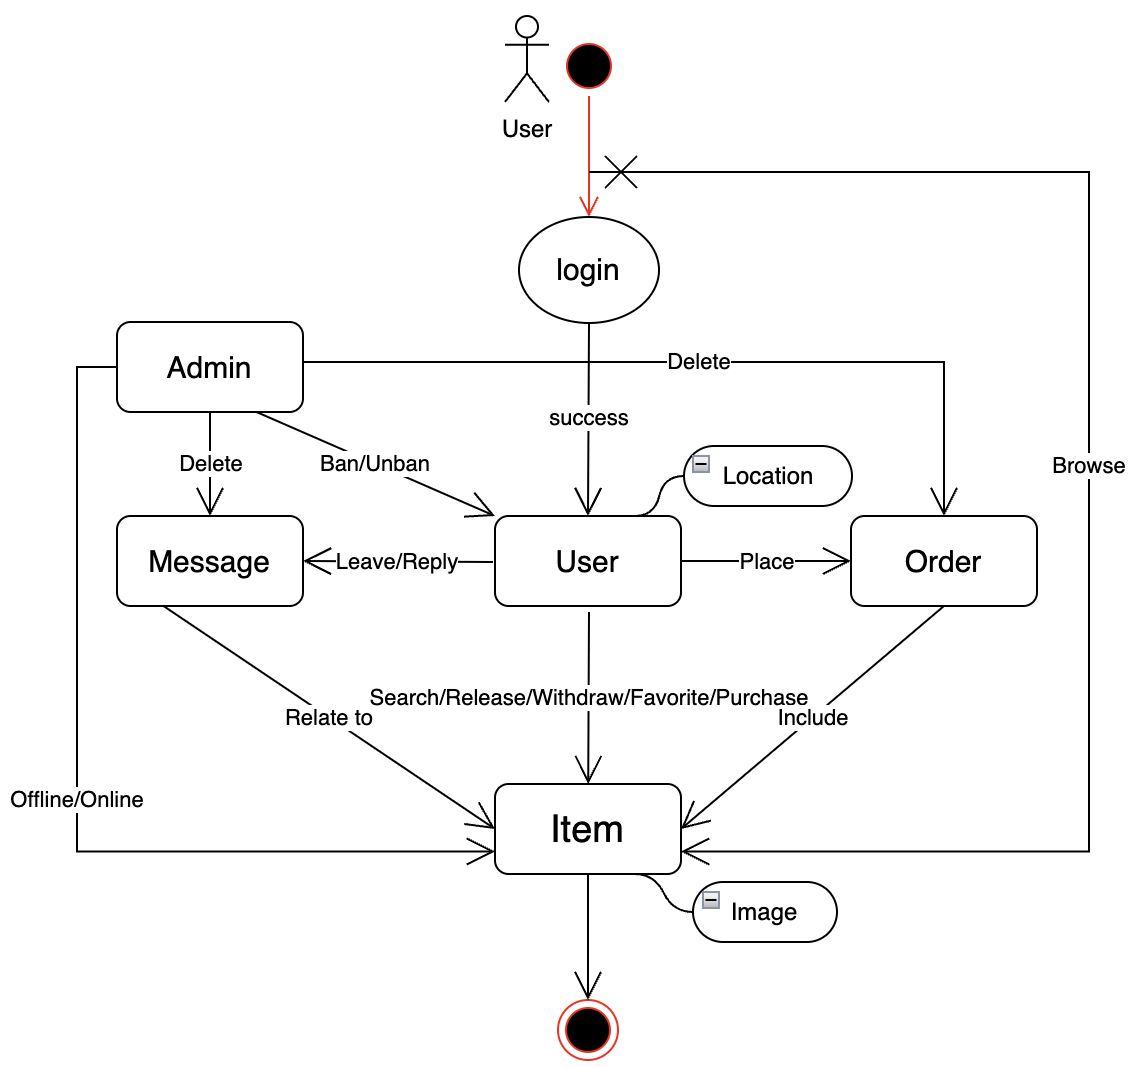 User
login
Admin
Delete
success
Delete
Ban/Unban
Browse
Location
Message
Leave/Reply
User
Place
Order
Search/Release/Withdraw/Favorite/Purchase
Relate to
Include
Offline/Online
Item
Image